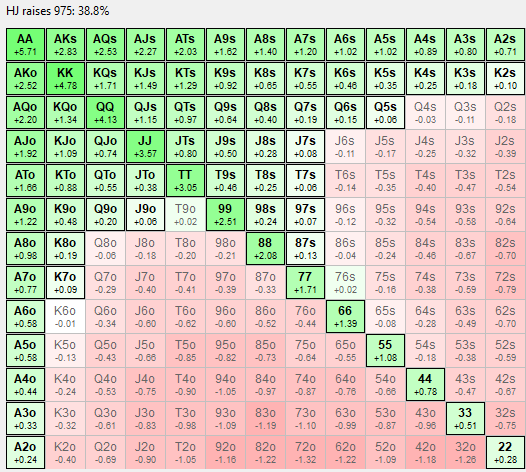 HJ raises 975: 38.8%
AA AKs AQs AJs ATs A9s A8s A7s A6s A5s A4s A3s A2s
+5.71 +2.83 +2.53 +2.27 +2.03 +1.62 +1.40 +1.20 +1.02 +1.02 +0.89 +0.80 +0.71
AKo KK KQs KJs KTs K9s K8s K7s K6s K5s K4s K3s K2s
+2.52 +4.78 +1.71 +1.49 +1.29 +0.92 +0.65 +0.55 +0.46 +0.35 +0.25 +0.18 +0.10
AQo KQo QQ QJs QTs Q9s Q8s Q7s Q6s Q5s Q4s Q3s Q2s
+2.20 +1.34 +4.13 +1.15 +0.97 +0.64 +0.40 +0.19 +0.15 +0.06 -0.03 -0.11 -0.18
AJo KJo QJo JJ JTs J9s J8s J7s J6s J5s J4s J3s J2s
+1.92 +1.09 +0.74 +3.57 +0.80 +0.50 +0.28 +0.08 -0.11 -0.17 -0.25 -0.32 -0.39
ATo KTo QTo JTo TT T9s T8s T7s T6s T5s T4s T3s T2s
+1.66 +0.88 +0.55 +0.38 +3.05 +0.46 +0.25 +0.06 -0.14 -0.35 -0.40 -0.47 -0.54
A9o K9o Q9o J9o T9o 99 98s 97s 96s 95s 94s 93s 92s
+1.22 +0.48 +0.20 +0.06 +0.02 +2.51 +0.24 +0.07 -0.12 -0.32 -0.54 -0.58 -0.64
A8o K8o Q8o J8o T8o 98o 88 87s 86s 85s 84s 83s 82s
+0.98 +0.19 -0.06 -0.18 -0.20 -0.21 +2.08 +0.13 -0.04 -0.24 -0.46 -0.67 -0.70
A7o K7o Q7o J7o T7o 97o 87o 77 76s 75s 74s 73s 72s
+0.77 +0.09 -0.29 -0.40 -0.41 -0.39 -0.33 +1.71 +0.02 -0.16 -0.38 -0.59 -0.79
A6o K6o Q6o J6o T6o 96o 86o 76o 66 65s 64s 63s 62s
+0.58 -0.01 -0.34 -0.60 -0.62 -0.60 -0.52 -0.44 +1.39 -0.08 -0.28 -0.49 -0.70
A5o K5o Q5o J5o T5o 95o 85o 75o 65o 55 54s 53s 52s
+0.58 -0.13 -0.43 -0.66 -0.85 -0.82 -0.73 -0.64 -0.55 +1.08 -0.18 -0.38 -0.59
A4o K4o Q4o J4o T4o 94o 84o 74o 64o 54o 44 43s 42s
+0.44 -0.24 -0.53 -0.75 -0.90 -1.05 -0.97 -0.87 -0.76 -0.66 +0.78 -0.47 -0.67
A3o K3o Q3o J3o T3o 93o 83o 73o 63o 53o 43o 33 32s
+0.33 -0.32 -0.61 -0.83 -0.98 -1.09 -1.19 -1.10 -0.99 -0.87 -0.96 +0.51 -0.75
A2o K2o Q2o J2o T2o 92o 82o 72o 62o 52o 42o 32o 22
+0.24 -0.40 -0.69 -0.90 -1.05 -1.16 -1.22 -1.32 -1.22 -1.09 -1.18 -1.26 +0.28